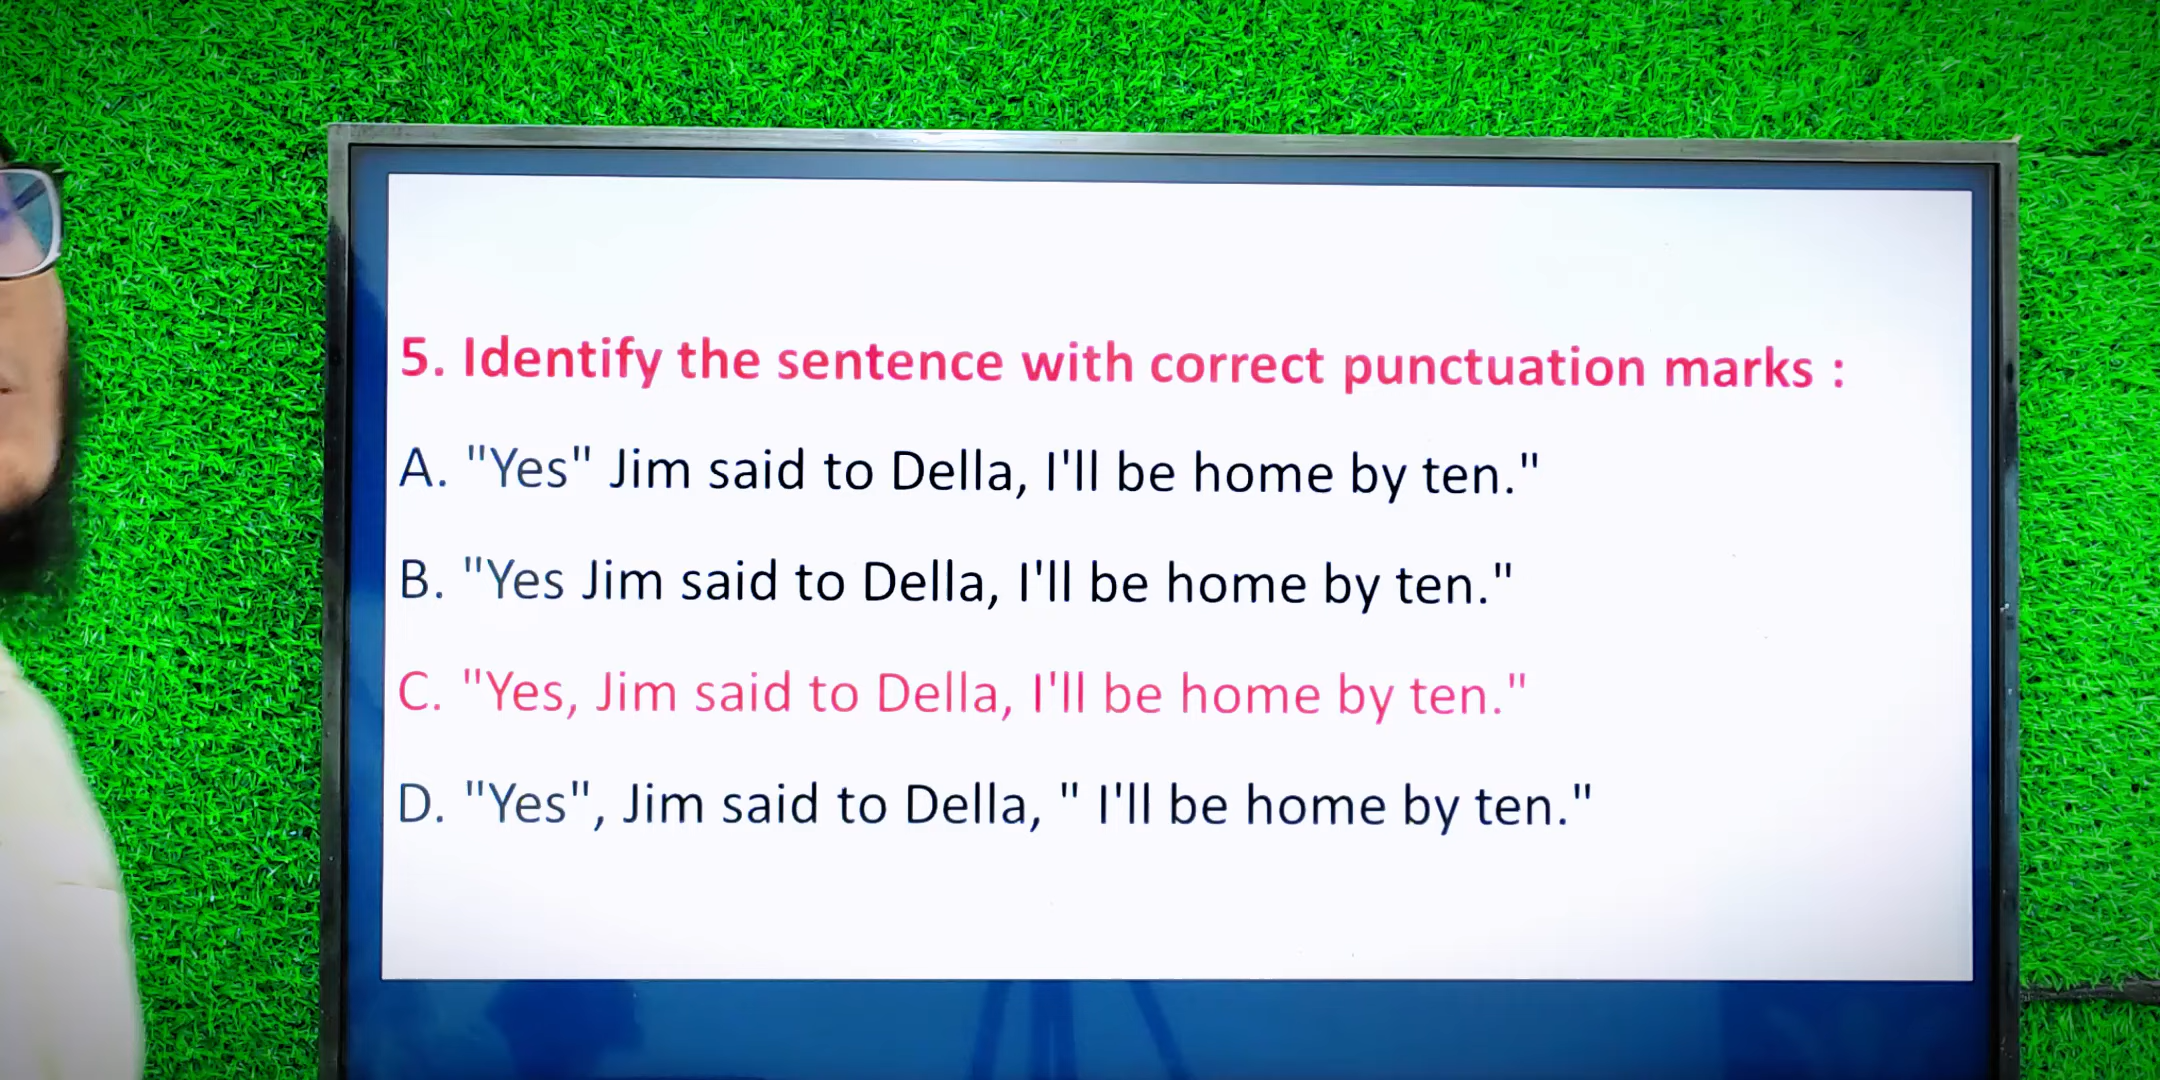 5. Identify the sentence with correct punctuation marks :
A. "Yes" Jim said to Della, I'll be home by ten."
B. "Yes Jim said to Della, I'll be home by ten."
C. "Yes, Jim said to Della, I'll be home by ten."
D. "Yes", Jim said to Della, " I'll be home by ten."